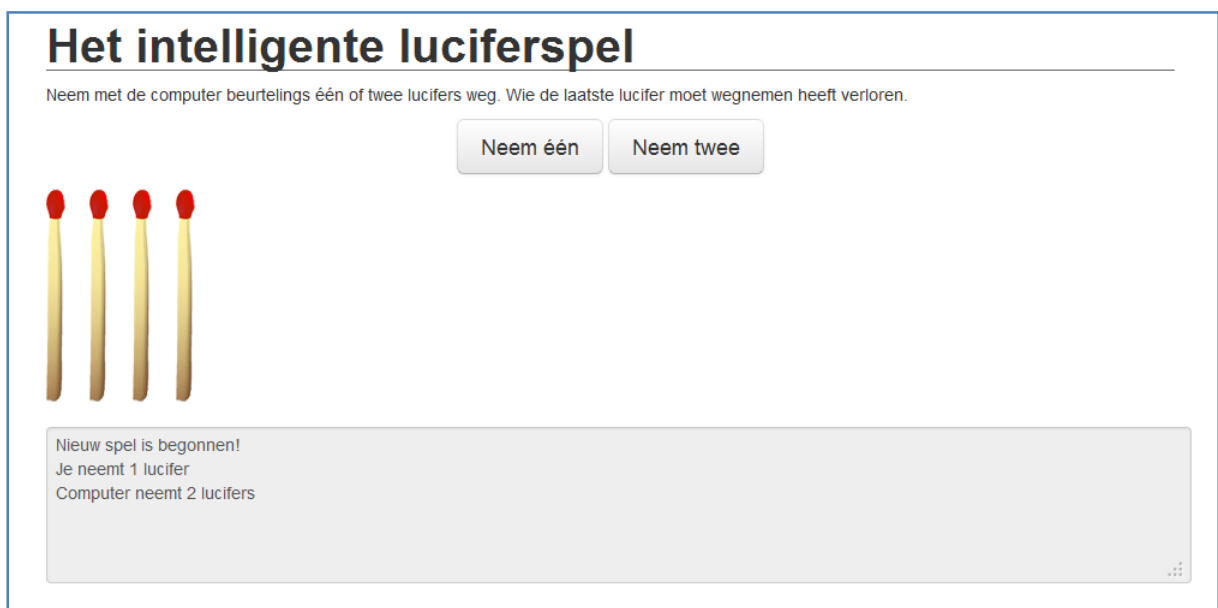 Het intelligente luciferspel
Neem met de computer beurtelings één of twee lucifers weg. Wie de laatste lucifer moet wegnemen heeft verloren.
Neem één Neem twee
Nieuw spel is begonnen!
Je neemt 1 lucifer
Computer neemt 2 lucifers